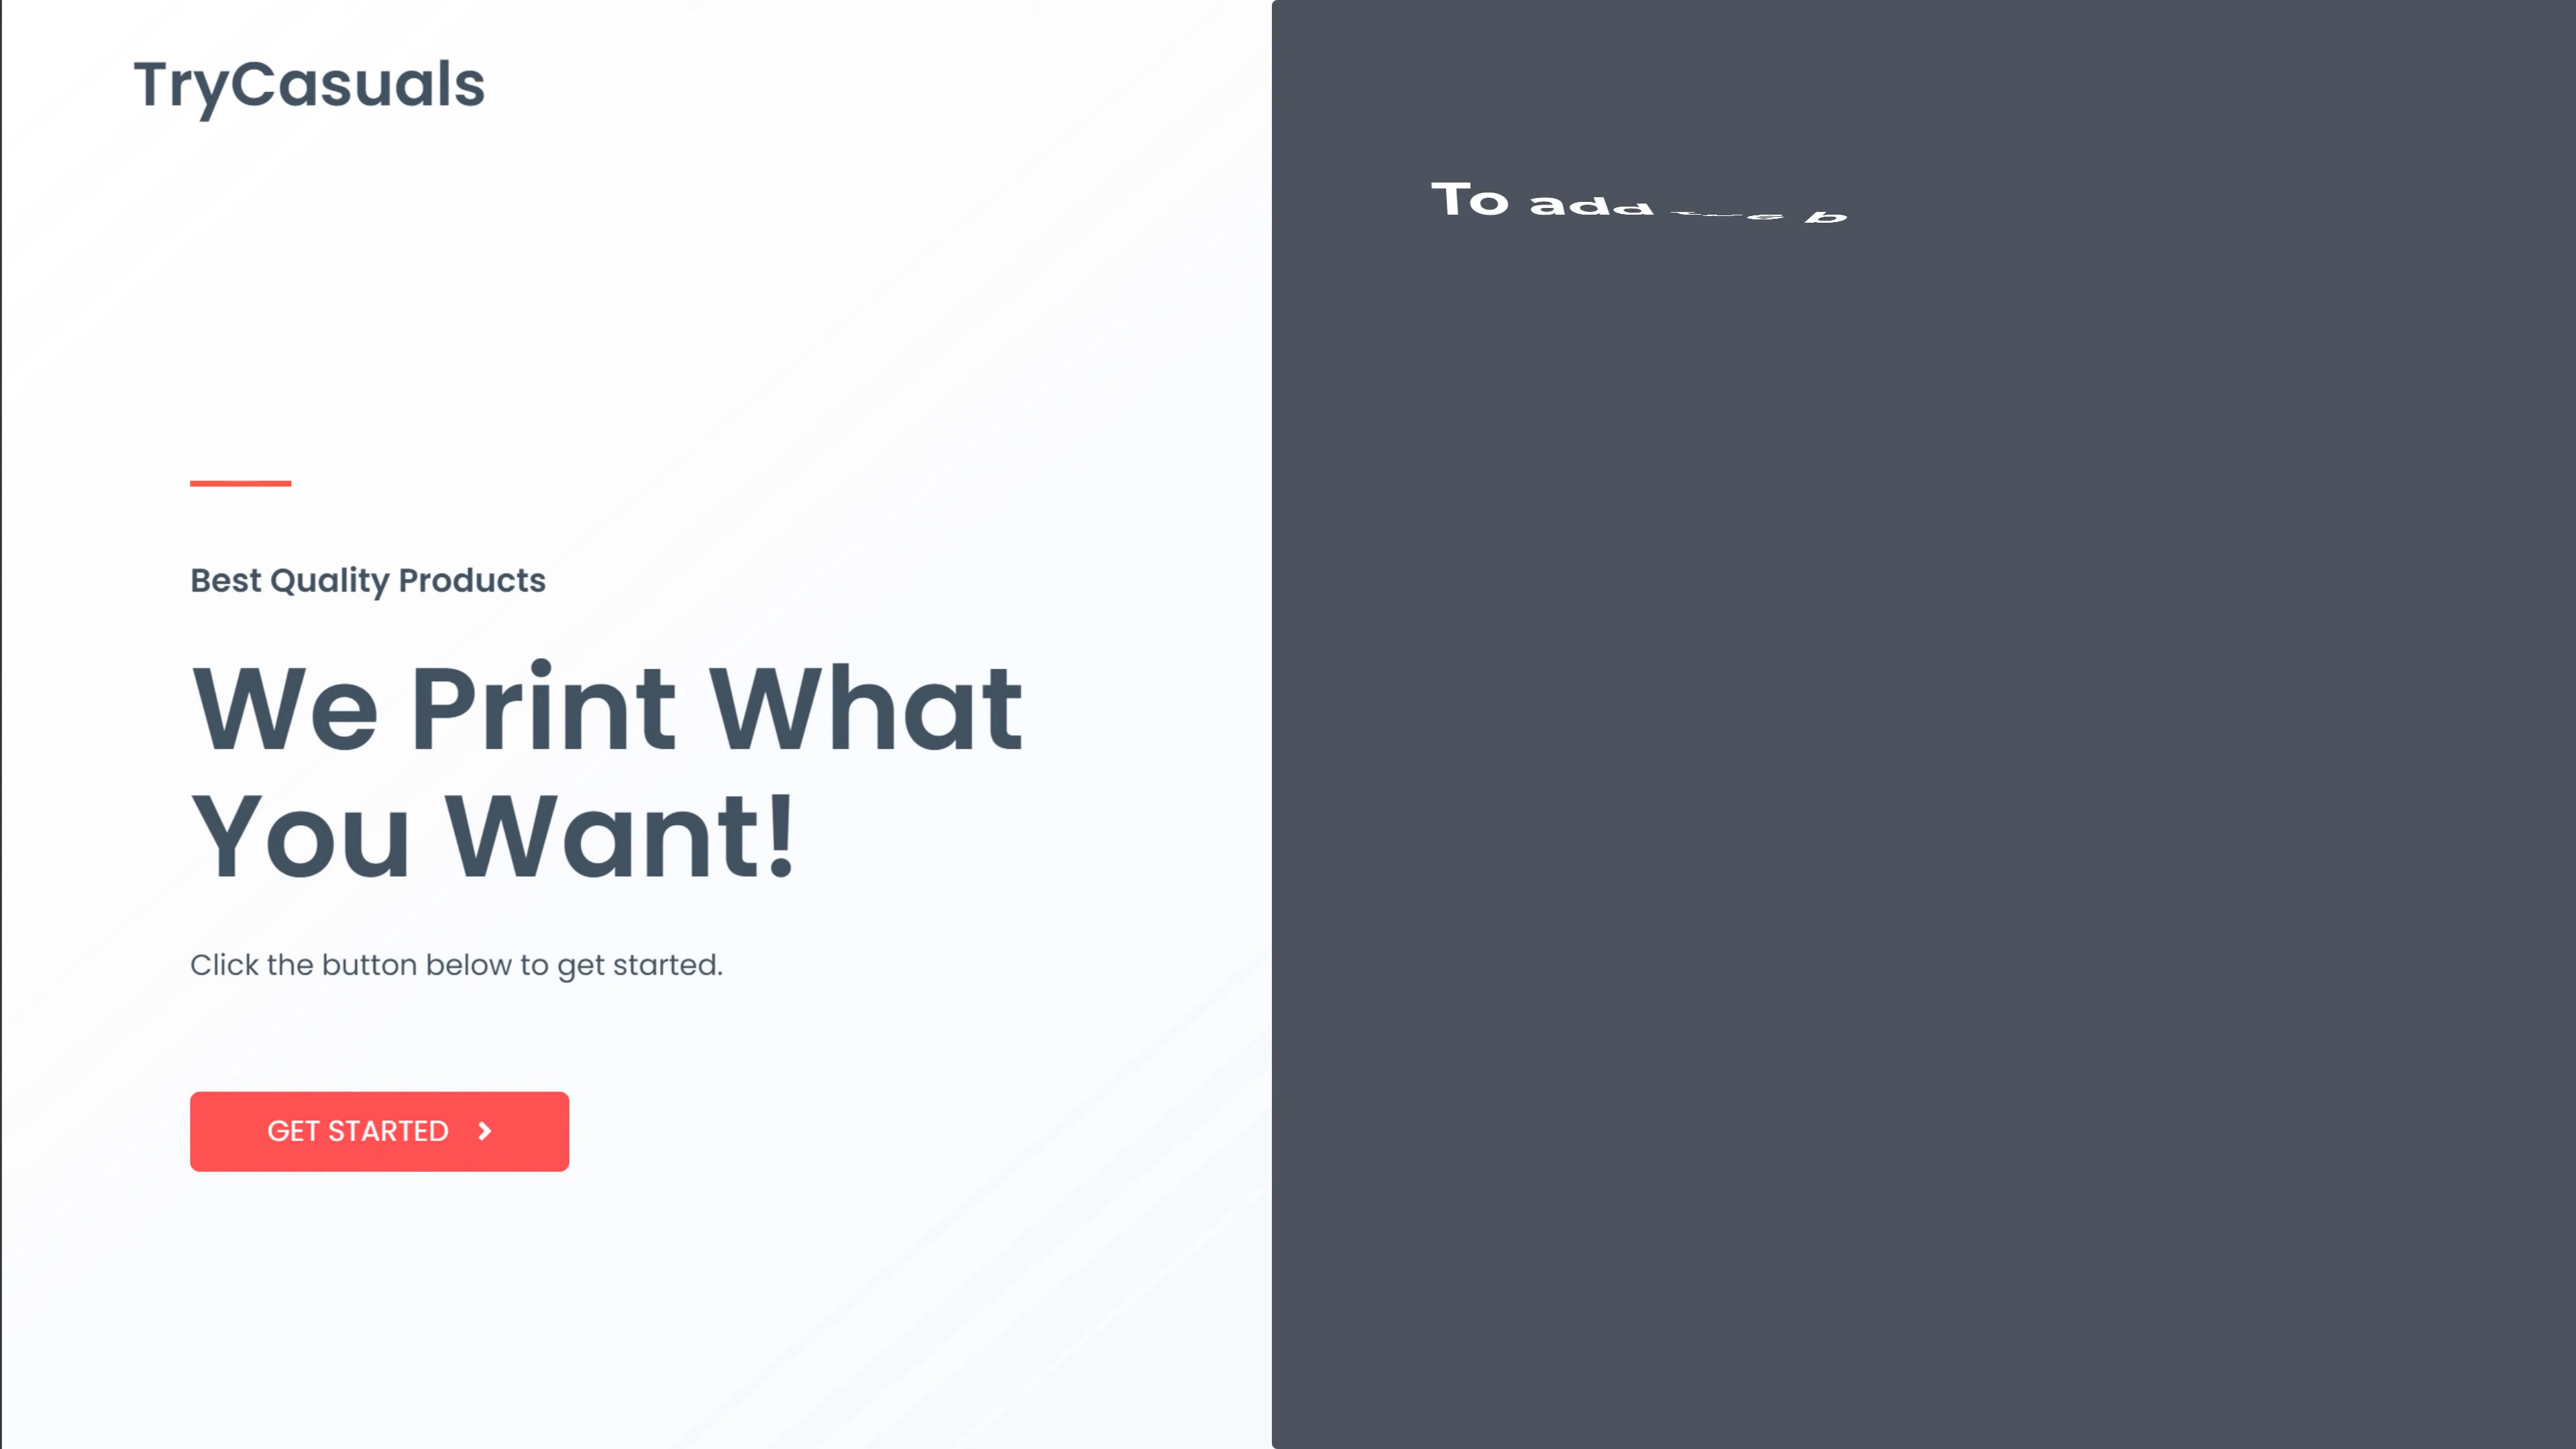 TryCasuals
To add
Best Quality Products
We Print What
You Want!
Click the button below to get started.
GET STARTED